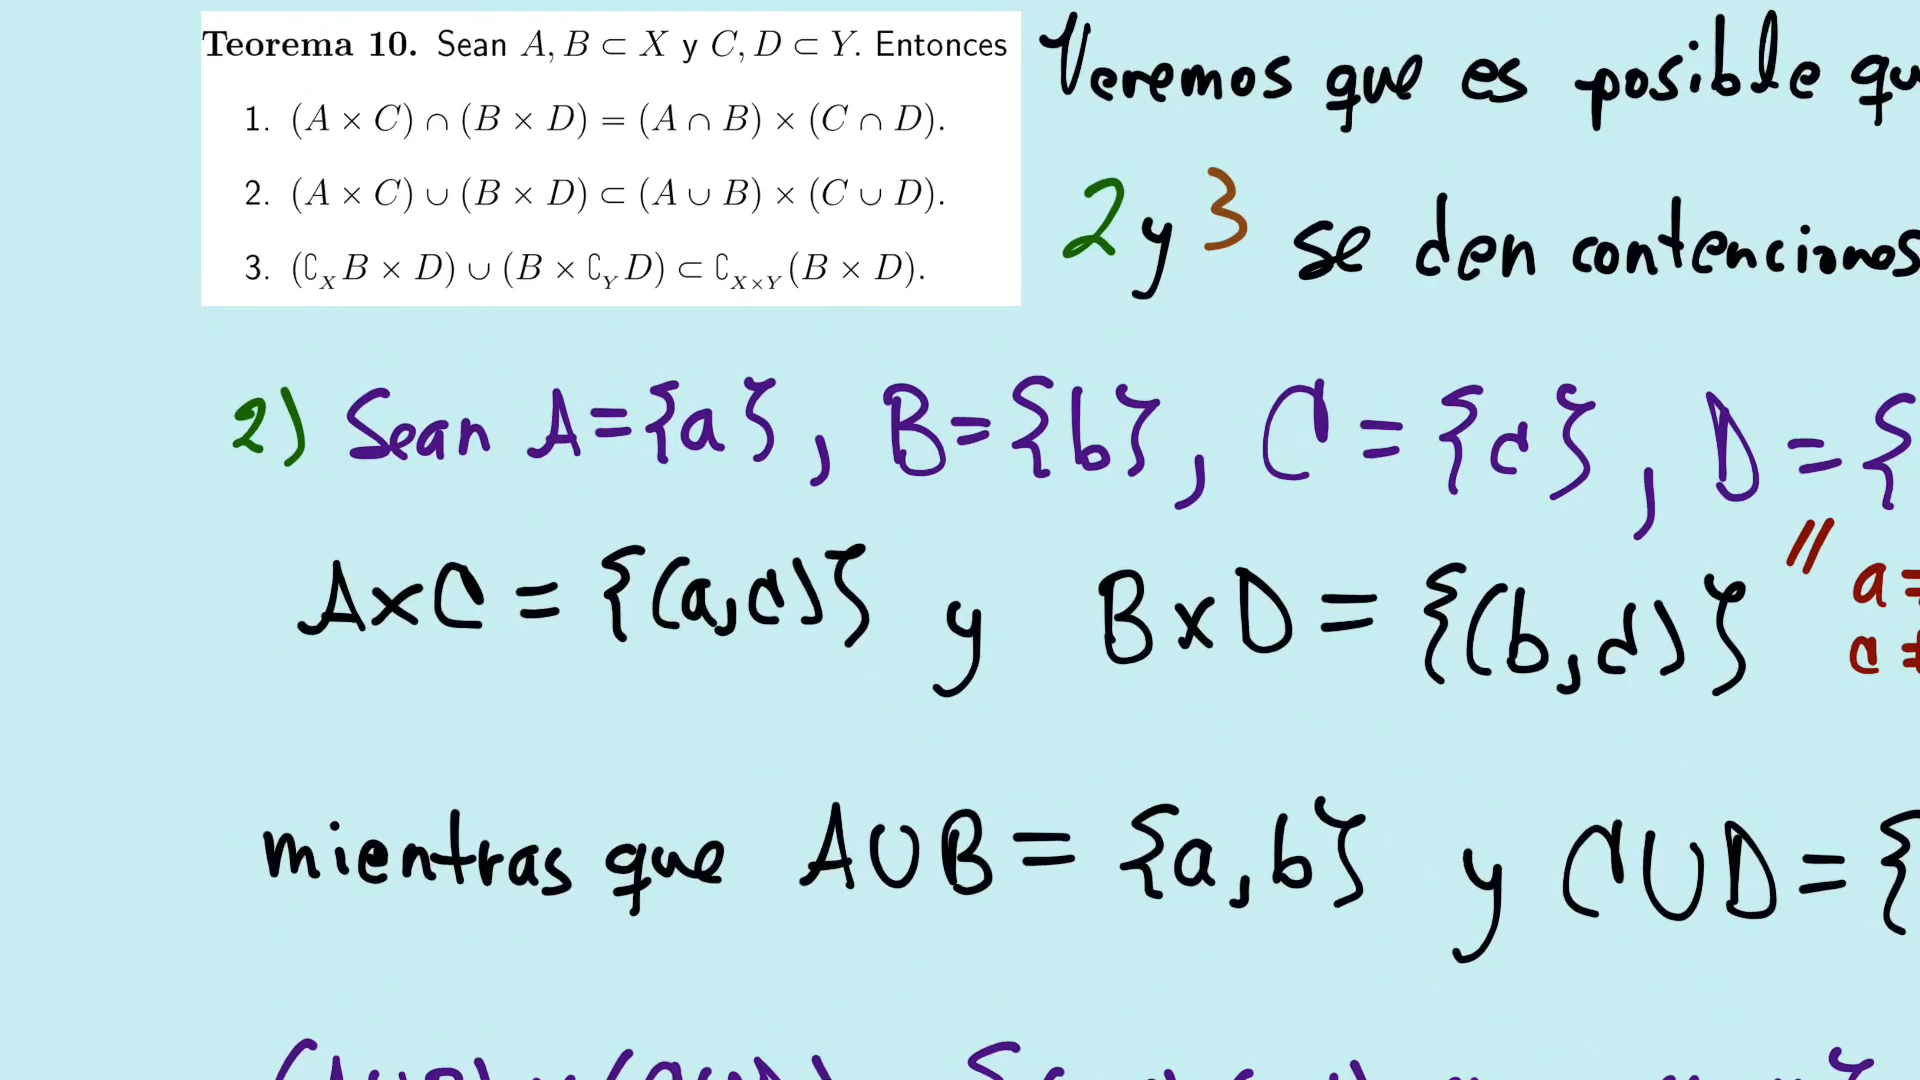 Teorema 10. Sean A, B ⊂ X y C, D ⊂ Y. Entonces
1. (A × C) ∩ (B × D) = (A ∩ B) × (C ∩ D).
2. (A × C) ∪ (B × D) ⊂ (A ∪ B) × (C ∪ D).
3. (∁_X B × D) ∪ (B × ∁_Y D) ⊂ ∁_{X×Y} (B × D).
Veremos que es posible qu
2 y 3 se den contenciones
2) Sean A = {a}, B = {b}, C = {c}, D = {
A×C = {(a,c)} y B×D = {(b,d)} // a =
mientras que A∪B = {a,b} y C∪D = {